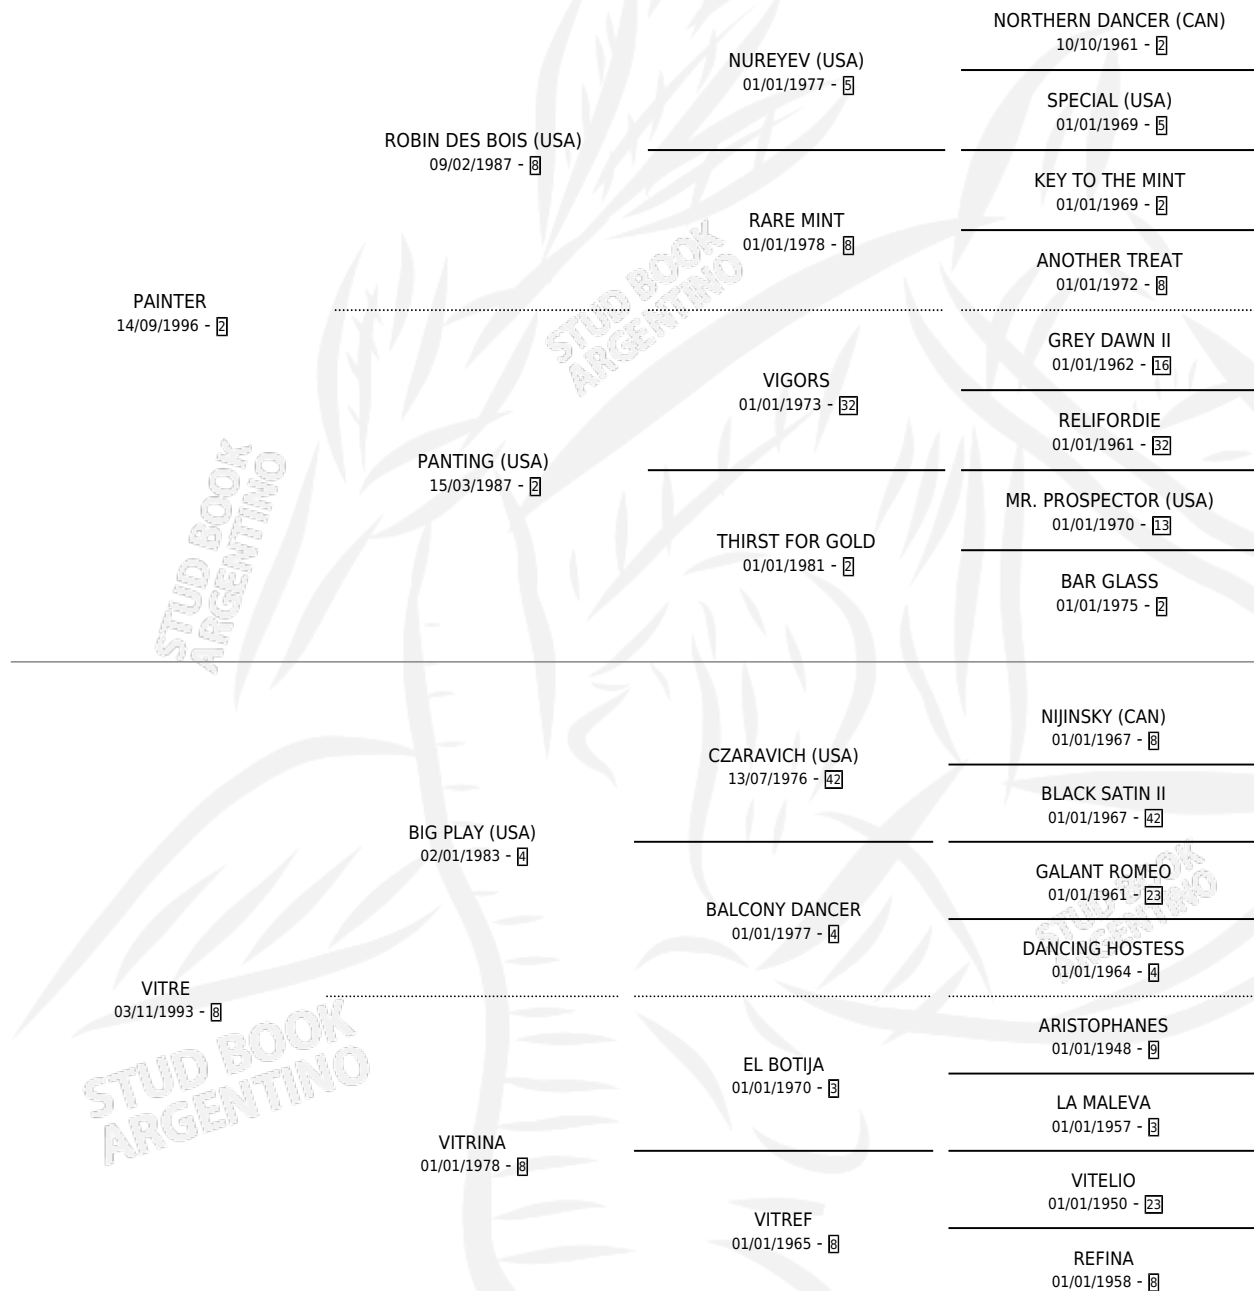 PAINTER
14/09/1996 - 2
ROBIN DES BOIS (USA)
09/02/1987 - 8
NUREYEV (USA)
01/01/1977 - 5
NORTHERN DANCER (CAN)
10/10/1961 - 2
SPECIAL (USA)
01/01/1969 - 5
RARE MINT
01/01/1978 - 8
KEY TO THE MINT
01/01/1969 - 2
ANOTHER TREAT
01/01/1972 - 8
PANTING (USA)
15/03/1987 - 2
VIGORS
01/01/1973 - 32
GREY DAWN II
01/01/1962 - 16
RELIFORDIE
01/01/1961 - 32
THIRST FOR GOLD
01/01/1981 - 2
MR. PROSPECTOR (USA)
01/01/1970 - 13
BAR GLASS
01/01/1975 - 2
VITRE
03/11/1993 - 8
BIG PLAY (USA)
02/01/1983 - 4
CZARAVICH (USA)
13/07/1976 - 42
NIJINSKY (CAN)
01/01/1967 - 8
BLACK SATIN II
01/01/1967 - 42
BALCONY DANCER
01/01/1977 - 4
GALANT ROMEO
01/01/1961 - 23
DANCING HOSTESS
01/01/1964 - 4
VITRINA
01/01/1978 - 8
EL BOTIJA
01/01/1970 - 3
ARISTOPHANES
01/01/1948 - 9
LA MALEVA
01/01/1957 - 3
VITREF
01/01/1965 - 8
VITELIO
01/01/1950 - 23
REFINA
01/01/1958 - 8
STUD BOOK
ARGENTINO
STUD BOOK
ARGENTINO
STUD BOOK
ARGENTINO
STUD BOOK
ARGENTINO